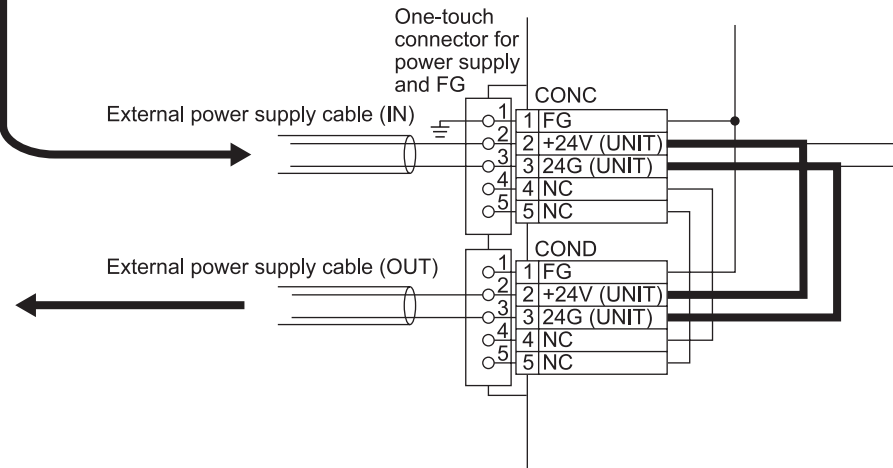 One-touch
connector for
power supply
and FG
CONC
External power supply cable (IN)
1 1 FG
2 2 +24V (UNIT)
3 3 24G (UNIT)
4 4 NC
5 5 NC
COND
External power supply cable (OUT)
1 1 FG
2 2 +24V (UNIT)
3 3 24G (UNIT)
4 4 NC
5 5 NC